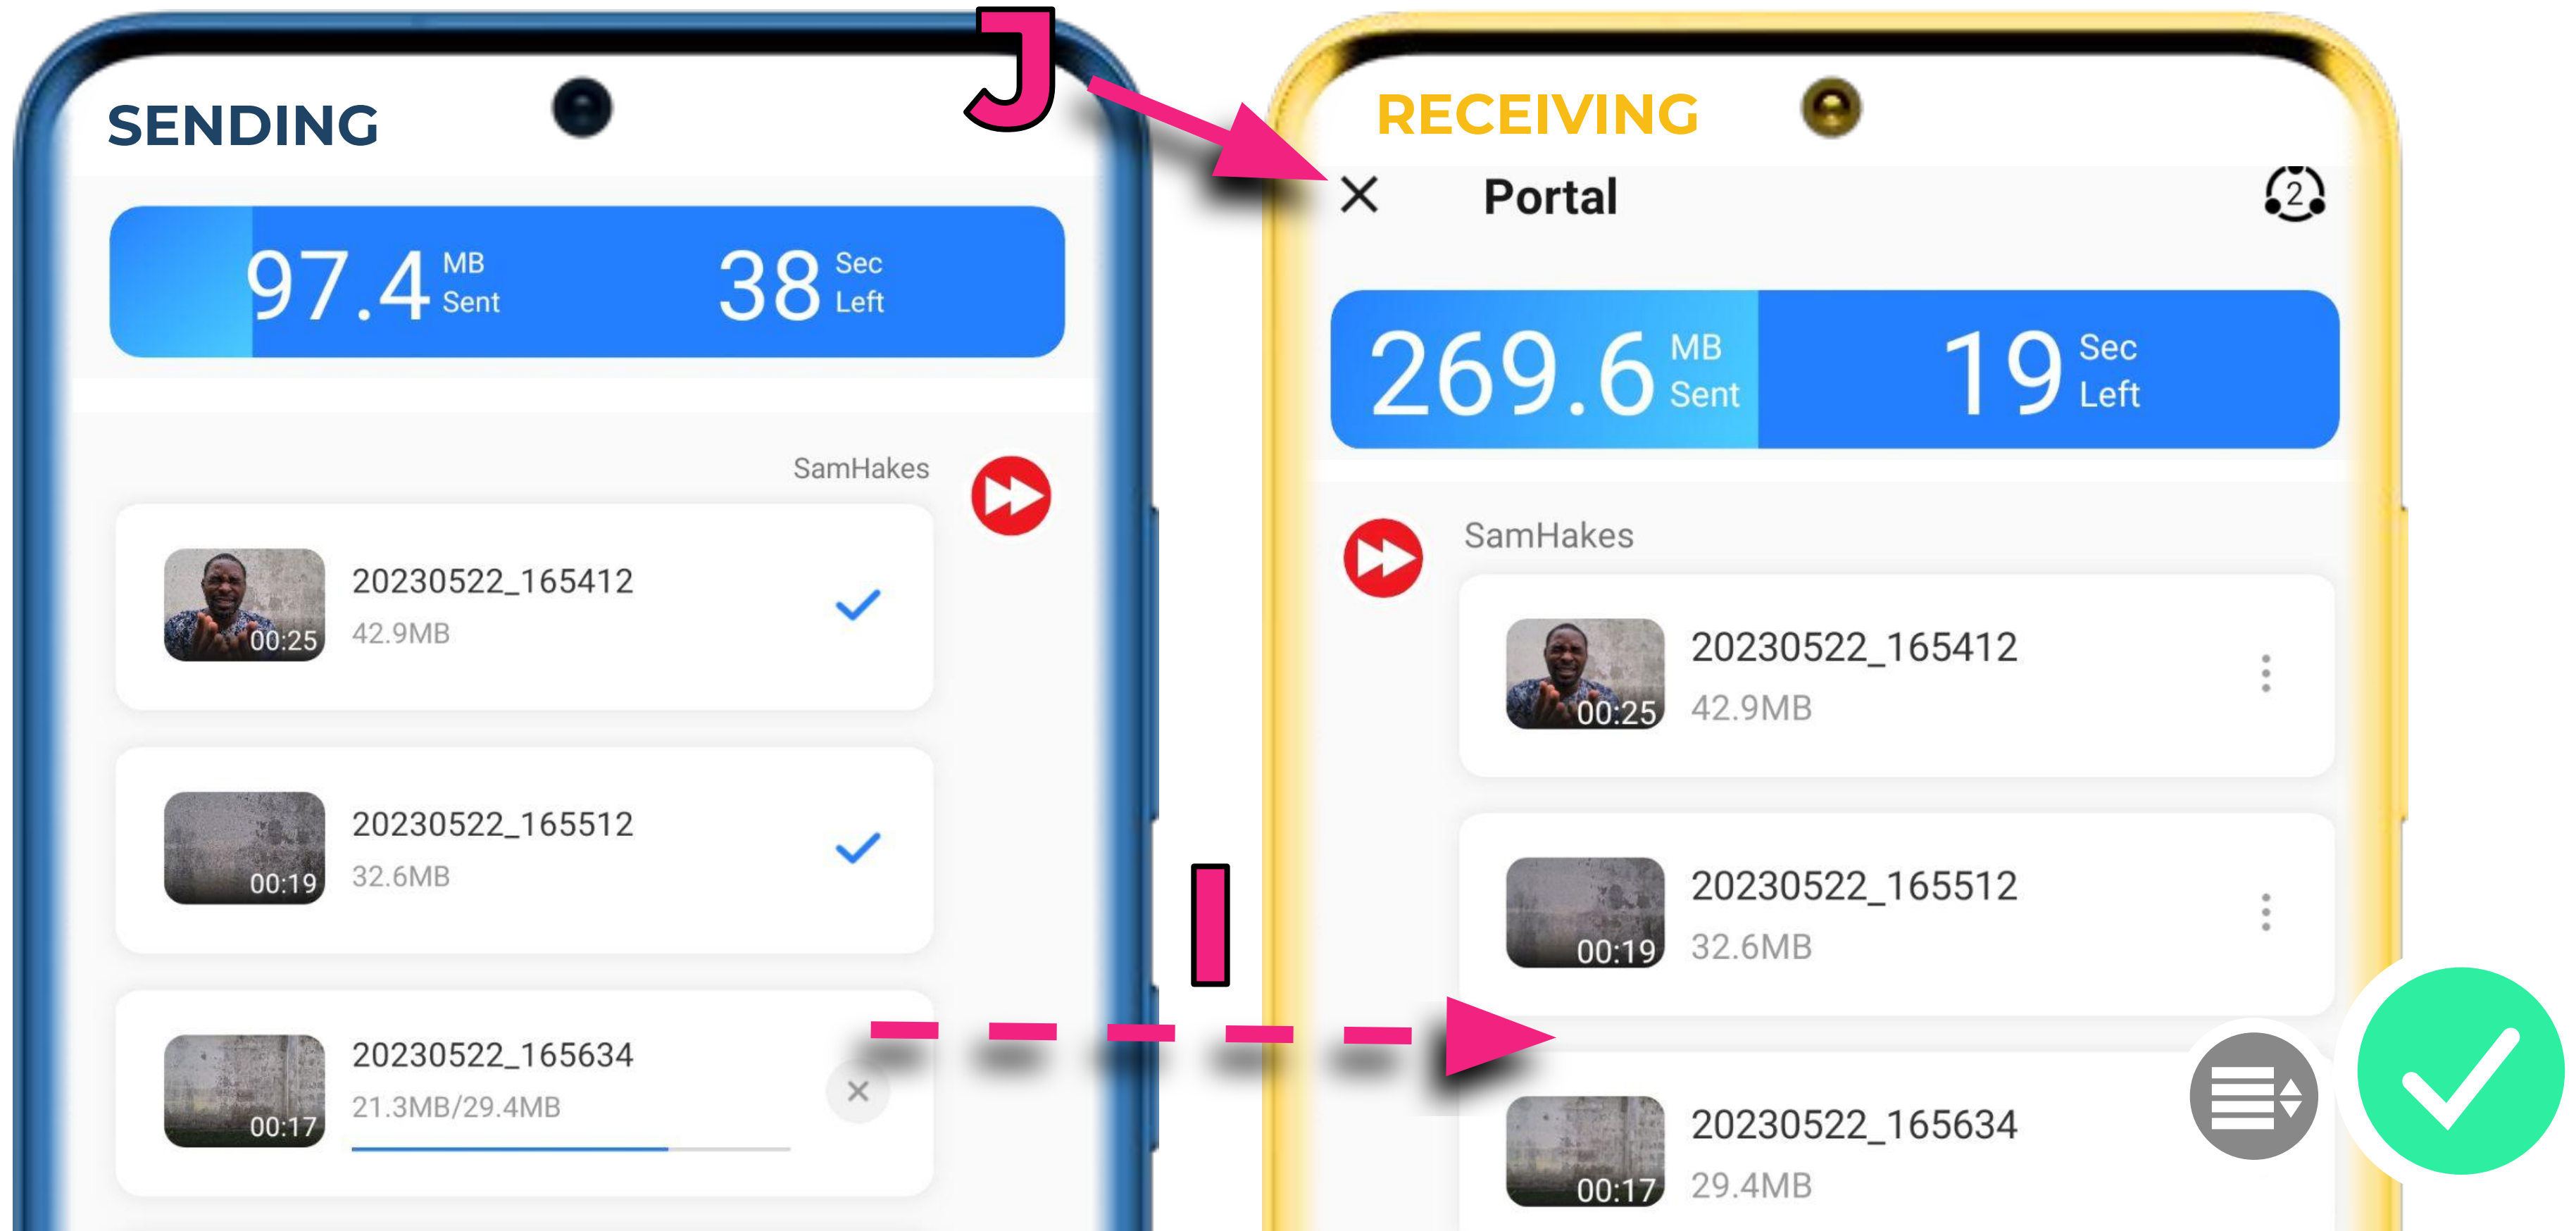 SENDING
97.4 MB Sent 38 Sec Left
SamHakes
00:25
20230522_165412
42.9MB
00:19
20230522_165512
32.6MB
00:17
20230522_165634
21.3MB/29.4MB
J
I
RECEIVING
Portal
2
269.6 MB Sent 19 Sec Left
SamHakes
00:25
20230522_165412
42.9MB
00:19
20230522_165512
32.6MB
00:17
20230522_165634
29.4MB